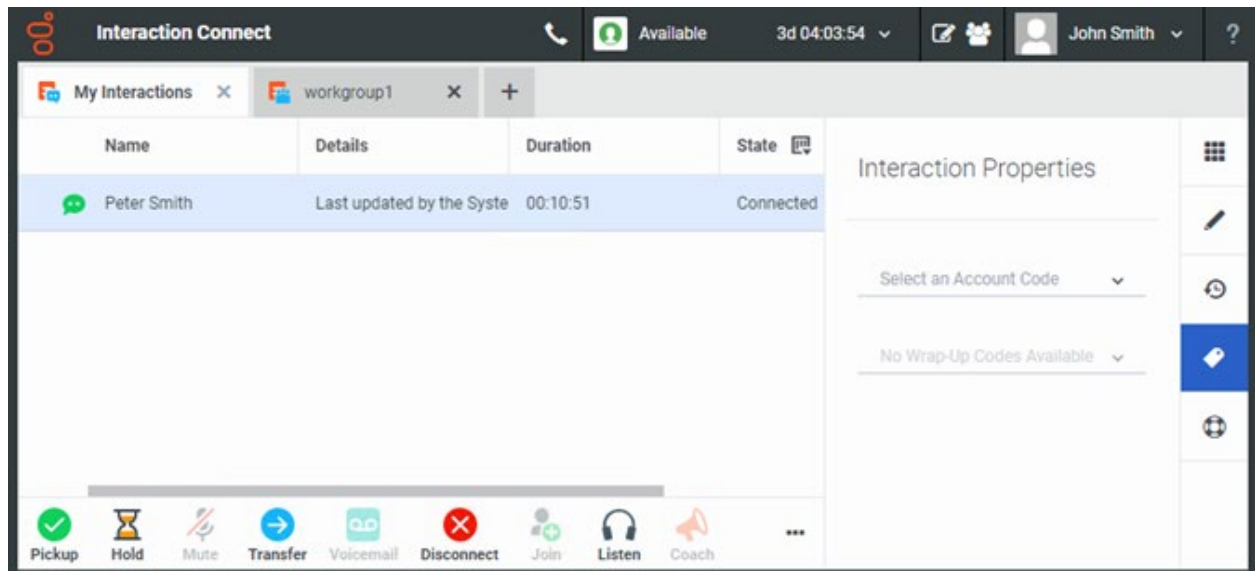 Interaction Connect
Available
3d 04:03:54
John Smith
?
My Interactions
workgroup1
Name
Details
Duration
State
Interaction Properties
Peter Smith
Last updated by the Syste
00:10:51
Connected
Select an Account Code
No Wrap-Up Codes Available
Pickup
Hold
Mute
Transfer
Voicemail
Disconnect
Join
Listen
Coach